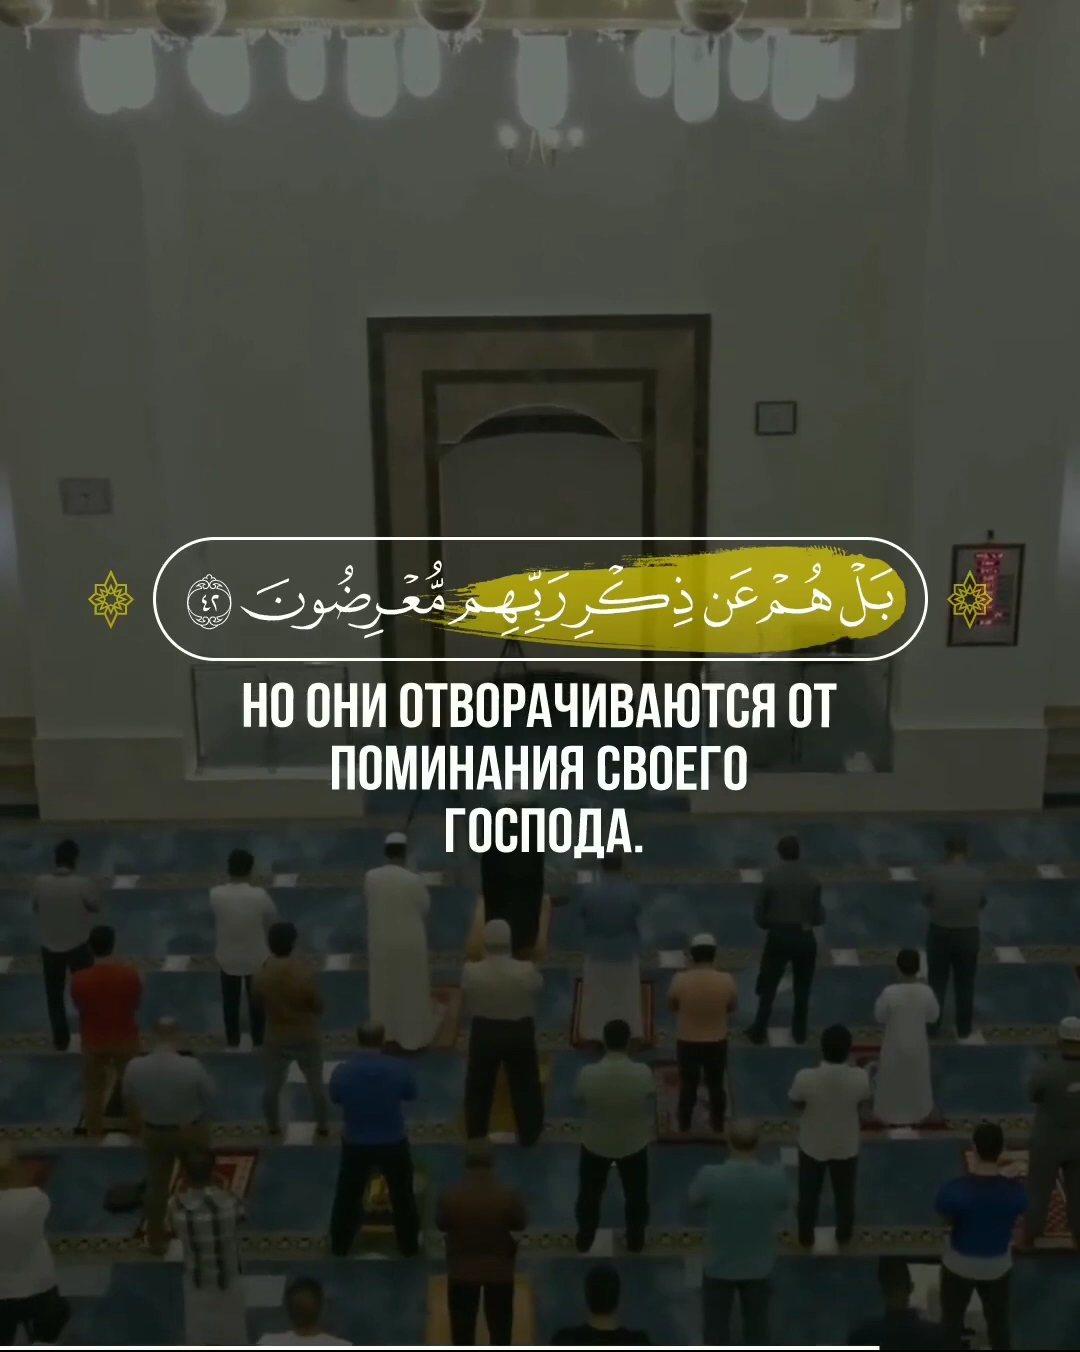 بَلْ هُمْ عَن ذِكْرِ رَبِّهِم مُّعْرِضُونَ ٤٢
НО ОНИ ОТВОРАЧИВАЮТСЯ ОТ
ПОМИНАНИЯ СВОЕГО
ГОСПОДА.